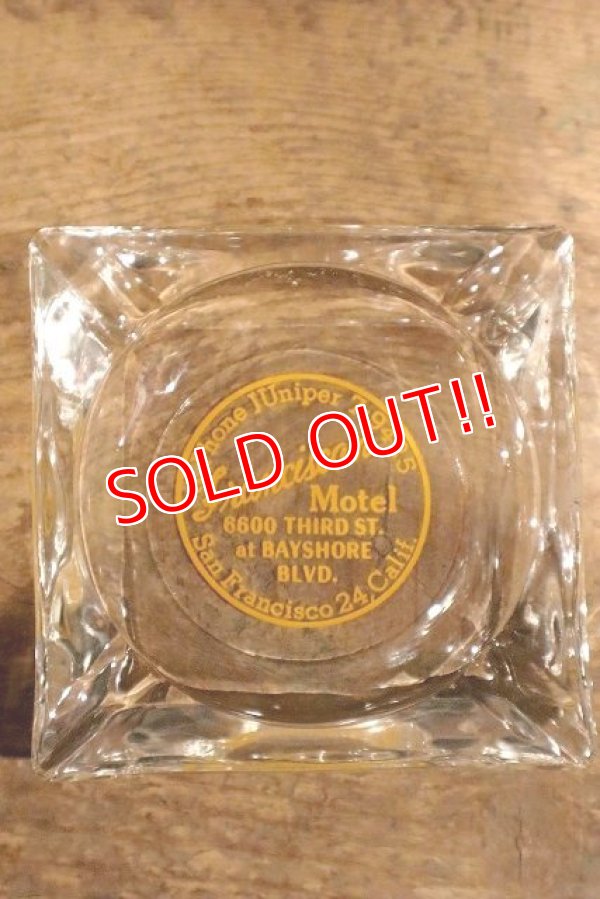 SOLD OUT!!
Phone JUniper
Motel
6600 THIRD ST.
at BAYSHORE
BLVD.
San Francisco 24, Calif.